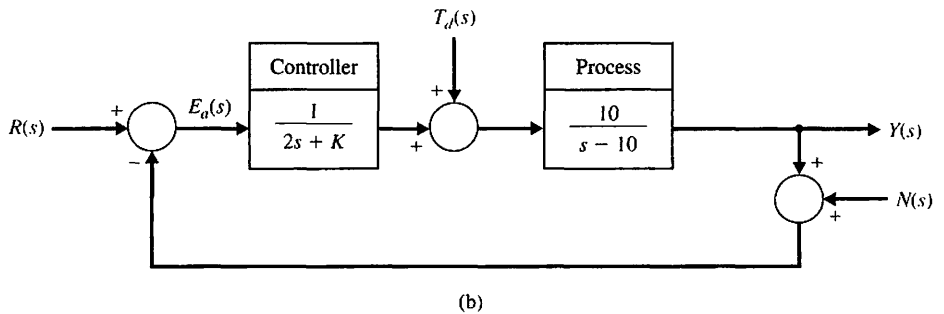 T_d(s)
Controller
Process
+
E_a(s)
+
R(s)
1
2s + K
10
s − 10
Y(s)
−
+
+
N(s)
+
(b)